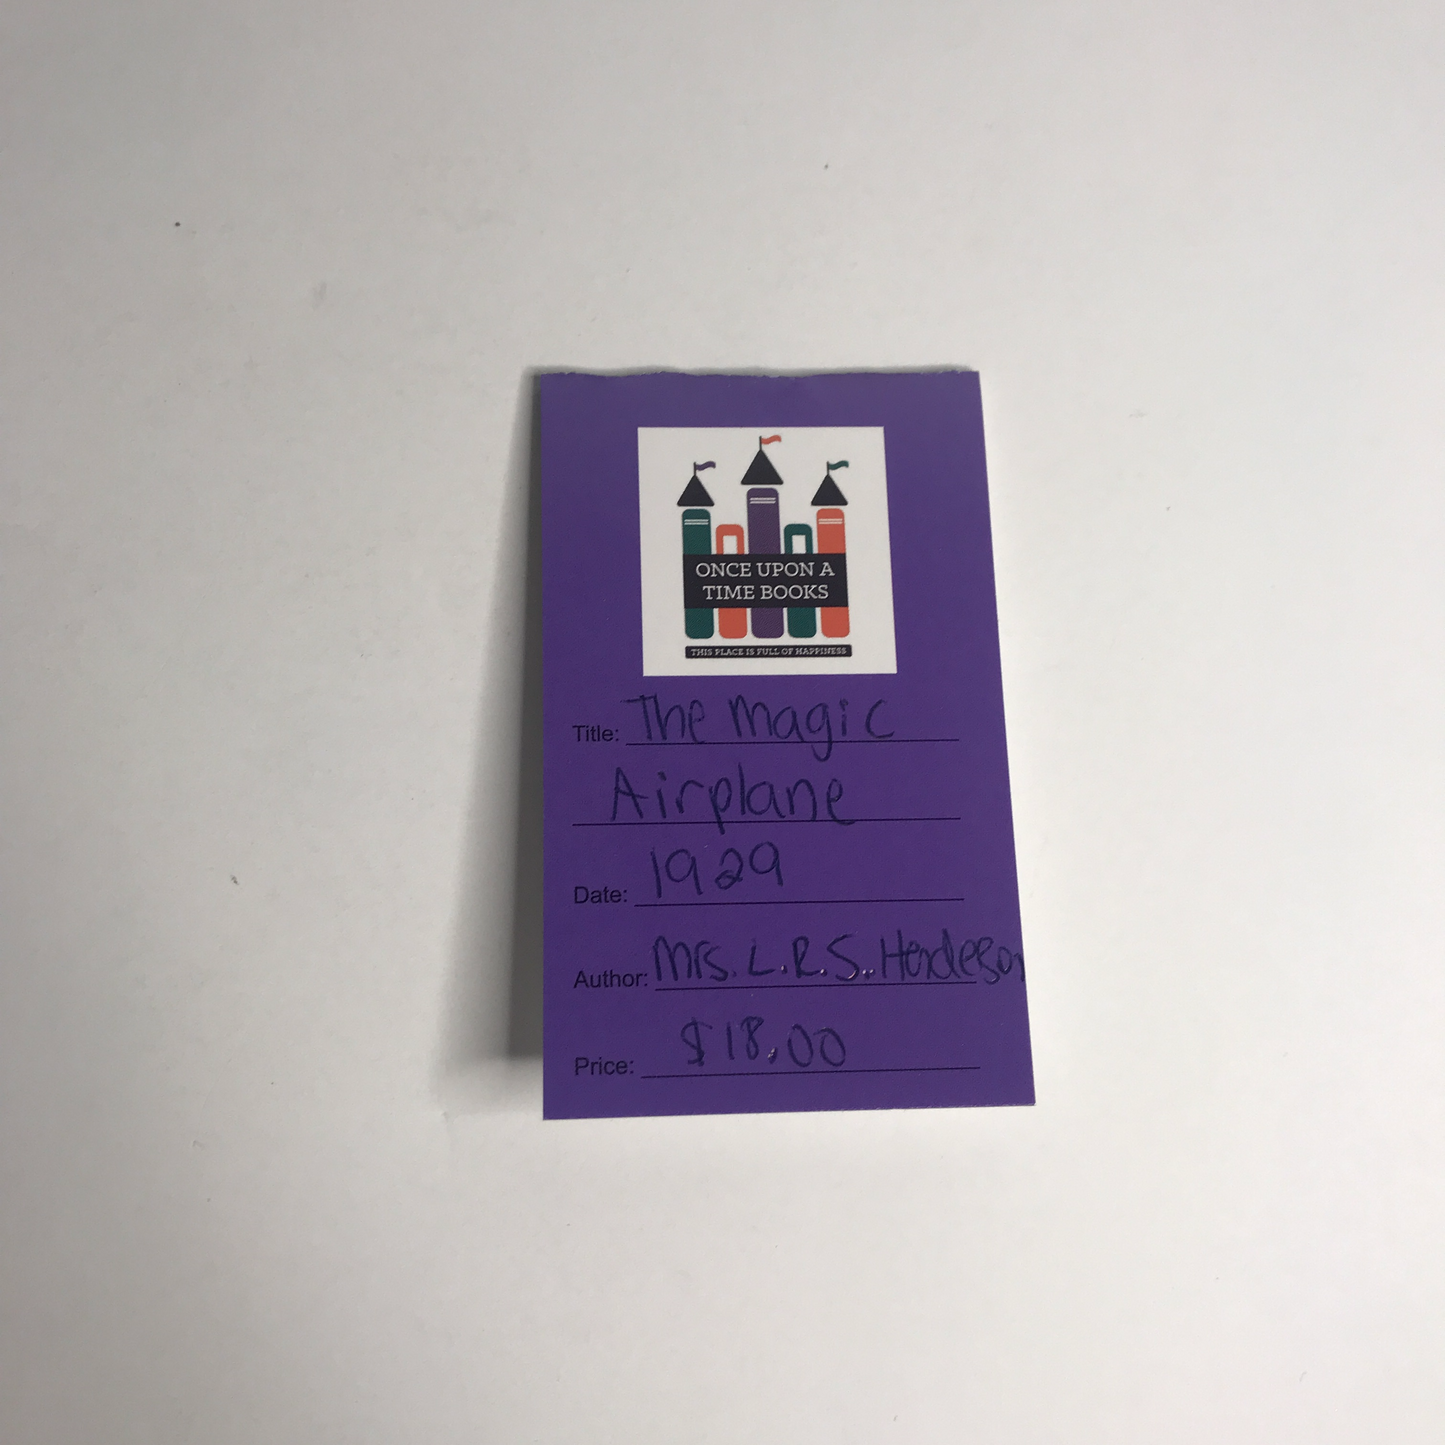 ONCE UPON A
TIME BOOKS
THIS PLACE IS FULL OF HAPPINESS
Title: The Magic
Airplane
Date: 1929
Author: Mrs. L.R.S. Henderson
Price: $18.00